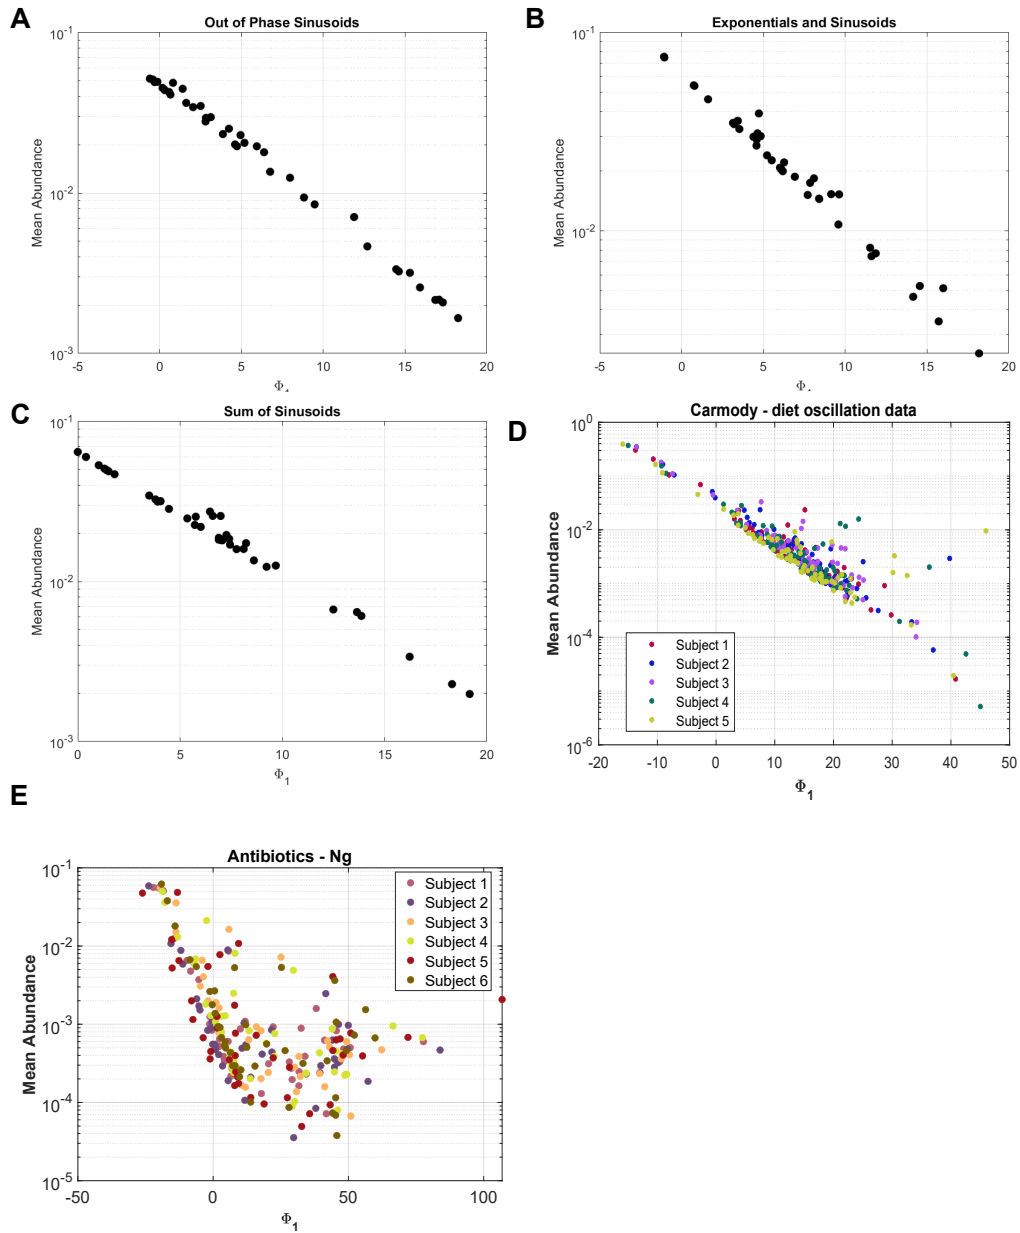 A
Out of Phase Sinusoids
10^-1
10^-2
10^-3
Mean Abundance
-5 0 5 10 15 20
Φ1
B
Exponentials and Sinusoids
10^-1
10^-2
Mean Abundance
-5 0 5 10 15 20
Φ
C
Sum of Sinusoids
10^-1
10^-2
10^-3
Mean Abundance
0 5 10 15 20
Φ1
D
Carmody - diet oscillation data
10^0
10^-2
10^-4
10^-6
Mean Abundance
Subject 1
Subject 2
Subject 3
Subject 4
Subject 5
-20 -10 0 10 20 30 40 50
Φ1
E
Antibiotics - Ng
10^-1
10^-2
10^-3
10^-4
10^-5
Mean Abundance
Subject 1
Subject 2
Subject 3
Subject 4
Subject 5
Subject 6
-50 0 50 100
Φ1